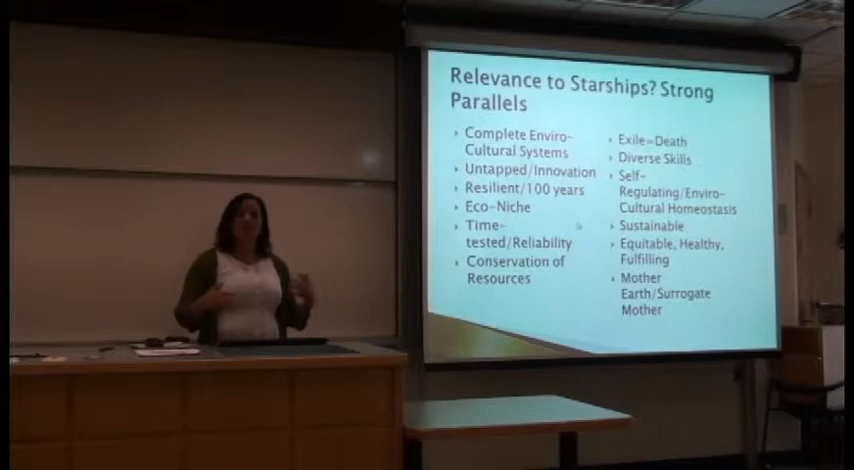 Relevance to Starships? Strong
Parallels
Complete Enviro-
Cultural Systems
Untapped/Innovation
Resilient/100 years
Eco-Niche
Time-
tested/Reliability
Conservation of
Resources
Exile=Death
Diverse Skills
Self-
Regulating/Enviro-
Cultural Homeostasis
Sustainable
Equitable, Healthy,
Fulfilling
Mother
Earth/Surrogate
Mother